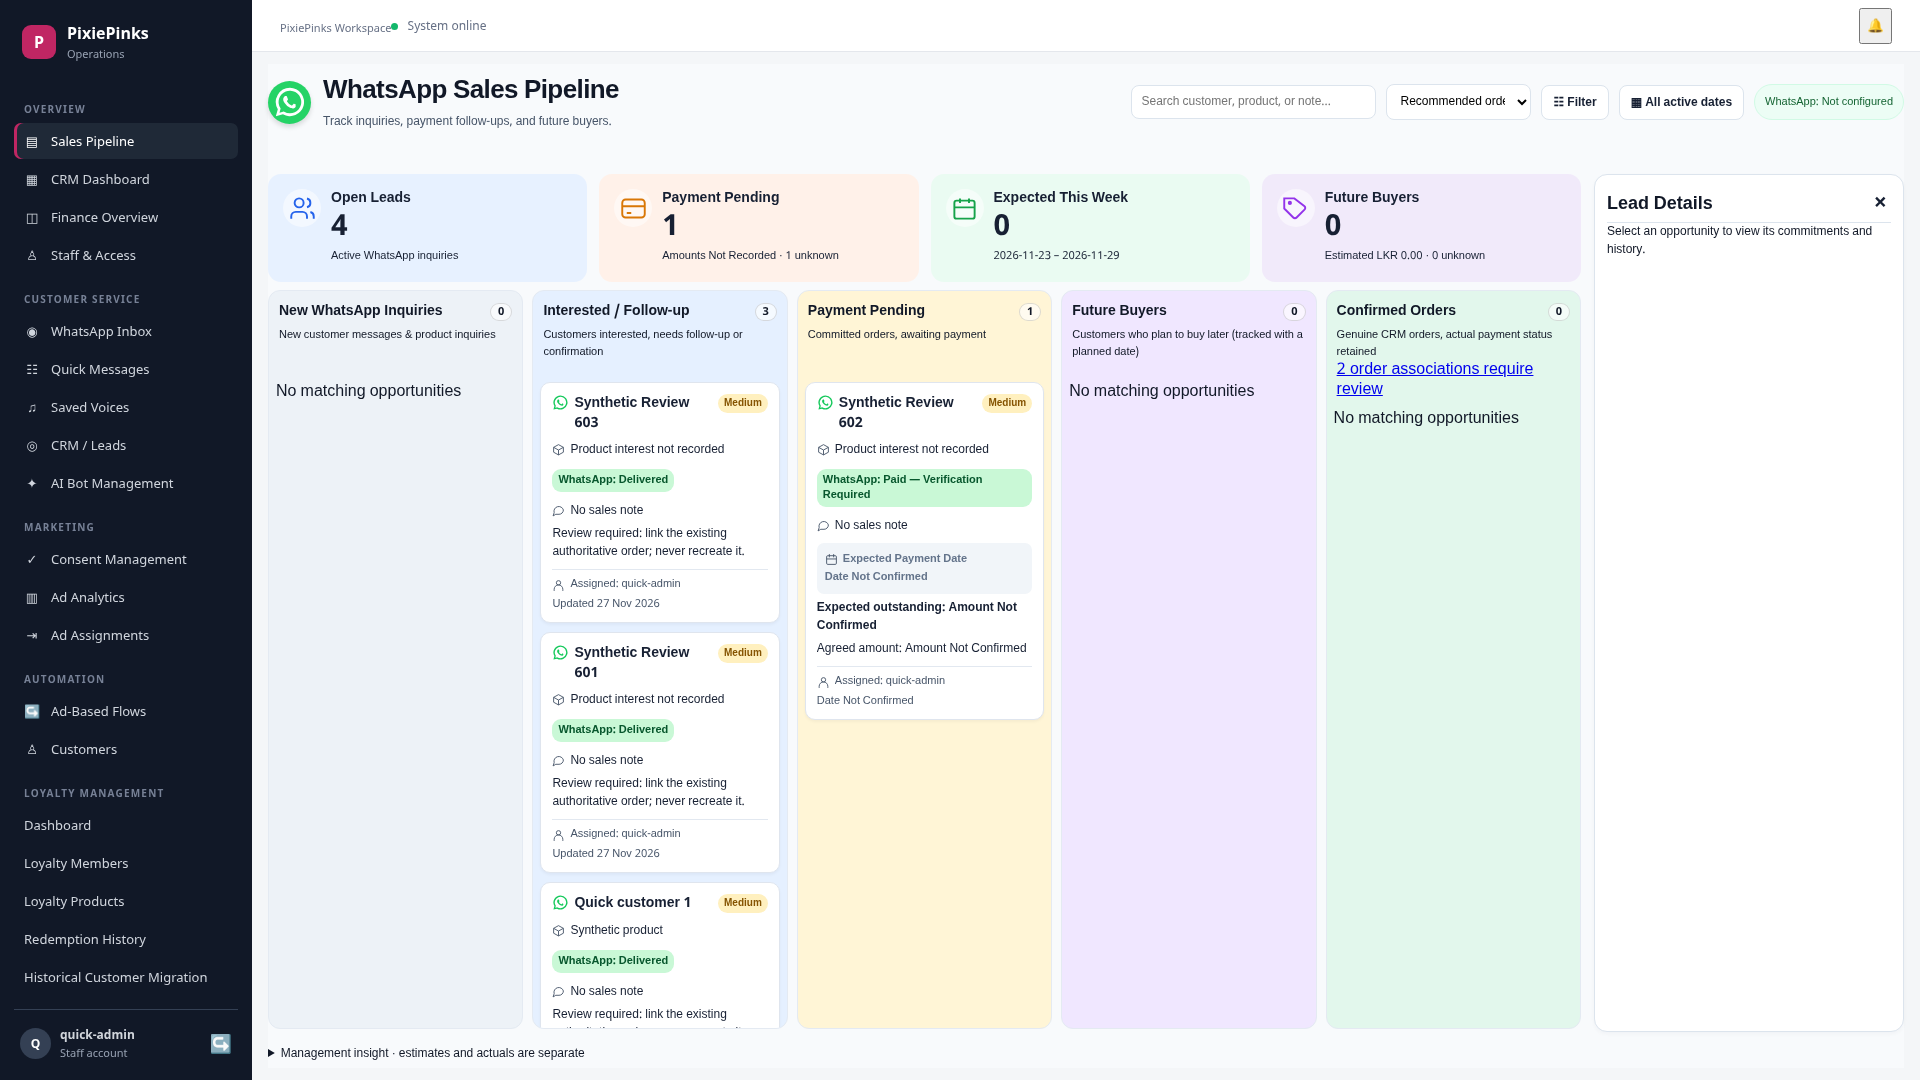 P
PixiePinks
Operations
OVERVIEW
Sales Pipeline
CRM Dashboard
Finance Overview
Staff & Access
CUSTOMER SERVICE
WhatsApp Inbox
Quick Messages
Saved Voices
CRM / Leads
AI Bot Management
MARKETING
Consent Management
Ad Analytics
Ad Assignments
AUTOMATION
Ad-Based Flows
Customers
LOYALTY MANAGEMENT
Dashboard
Loyalty Members
Loyalty Products
Redemption History
Historical Customer Migration
Q
quick-admin
Staff account
PixiePinks Workspace
System online
WhatsApp Sales Pipeline
Track inquiries, payment follow-ups, and future buyers.
Search customer, product, or note...
Recommended orde
Filter
All active dates
WhatsApp: Not configured
Open Leads
4
Active WhatsApp inquiries
Payment Pending
1
Amounts Not Recorded · 1 unknown
Expected This Week
0
2026-11-23 – 2026-11-29
Future Buyers
0
Estimated LKR 0.00 · 0 unknown
New WhatsApp Inquiries
0
New customer messages & product inquiries
No matching opportunities
Interested / Follow-up
3
Customers interested, needs follow-up or
confirmation
Synthetic Review
603
Medium
Product interest not recorded
WhatsApp: Delivered
No sales note
Review required: link the existing
authoritative order; never recreate it.
Assigned: quick-admin
Updated 27 Nov 2026
Synthetic Review
601
Medium
Product interest not recorded
WhatsApp: Delivered
No sales note
Review required: link the existing
authoritative order; never recreate it.
Assigned: quick-admin
Updated 27 Nov 2026
Quick customer 1
Medium
Synthetic product
WhatsApp: Delivered
No sales note
Review required: link the existing
Payment Pending
1
Committed orders, awaiting payment
Synthetic Review
602
Medium
Product interest not recorded
WhatsApp: Paid — Verification
Required
No sales note
Expected Payment Date
Date Not Confirmed
Expected outstanding: Amount Not
Confirmed
Agreed amount: Amount Not Confirmed
Assigned: quick-admin
Date Not Confirmed
Future Buyers
0
Customers who plan to buy later (tracked with a
planned date)
No matching opportunities
Confirmed Orders
0
Genuine CRM orders, actual payment status
retained
2 order associations require
review
No matching opportunities
Lead Details
×
Select an opportunity to view its commitments and
history.
Management insight · estimates and actuals are separate